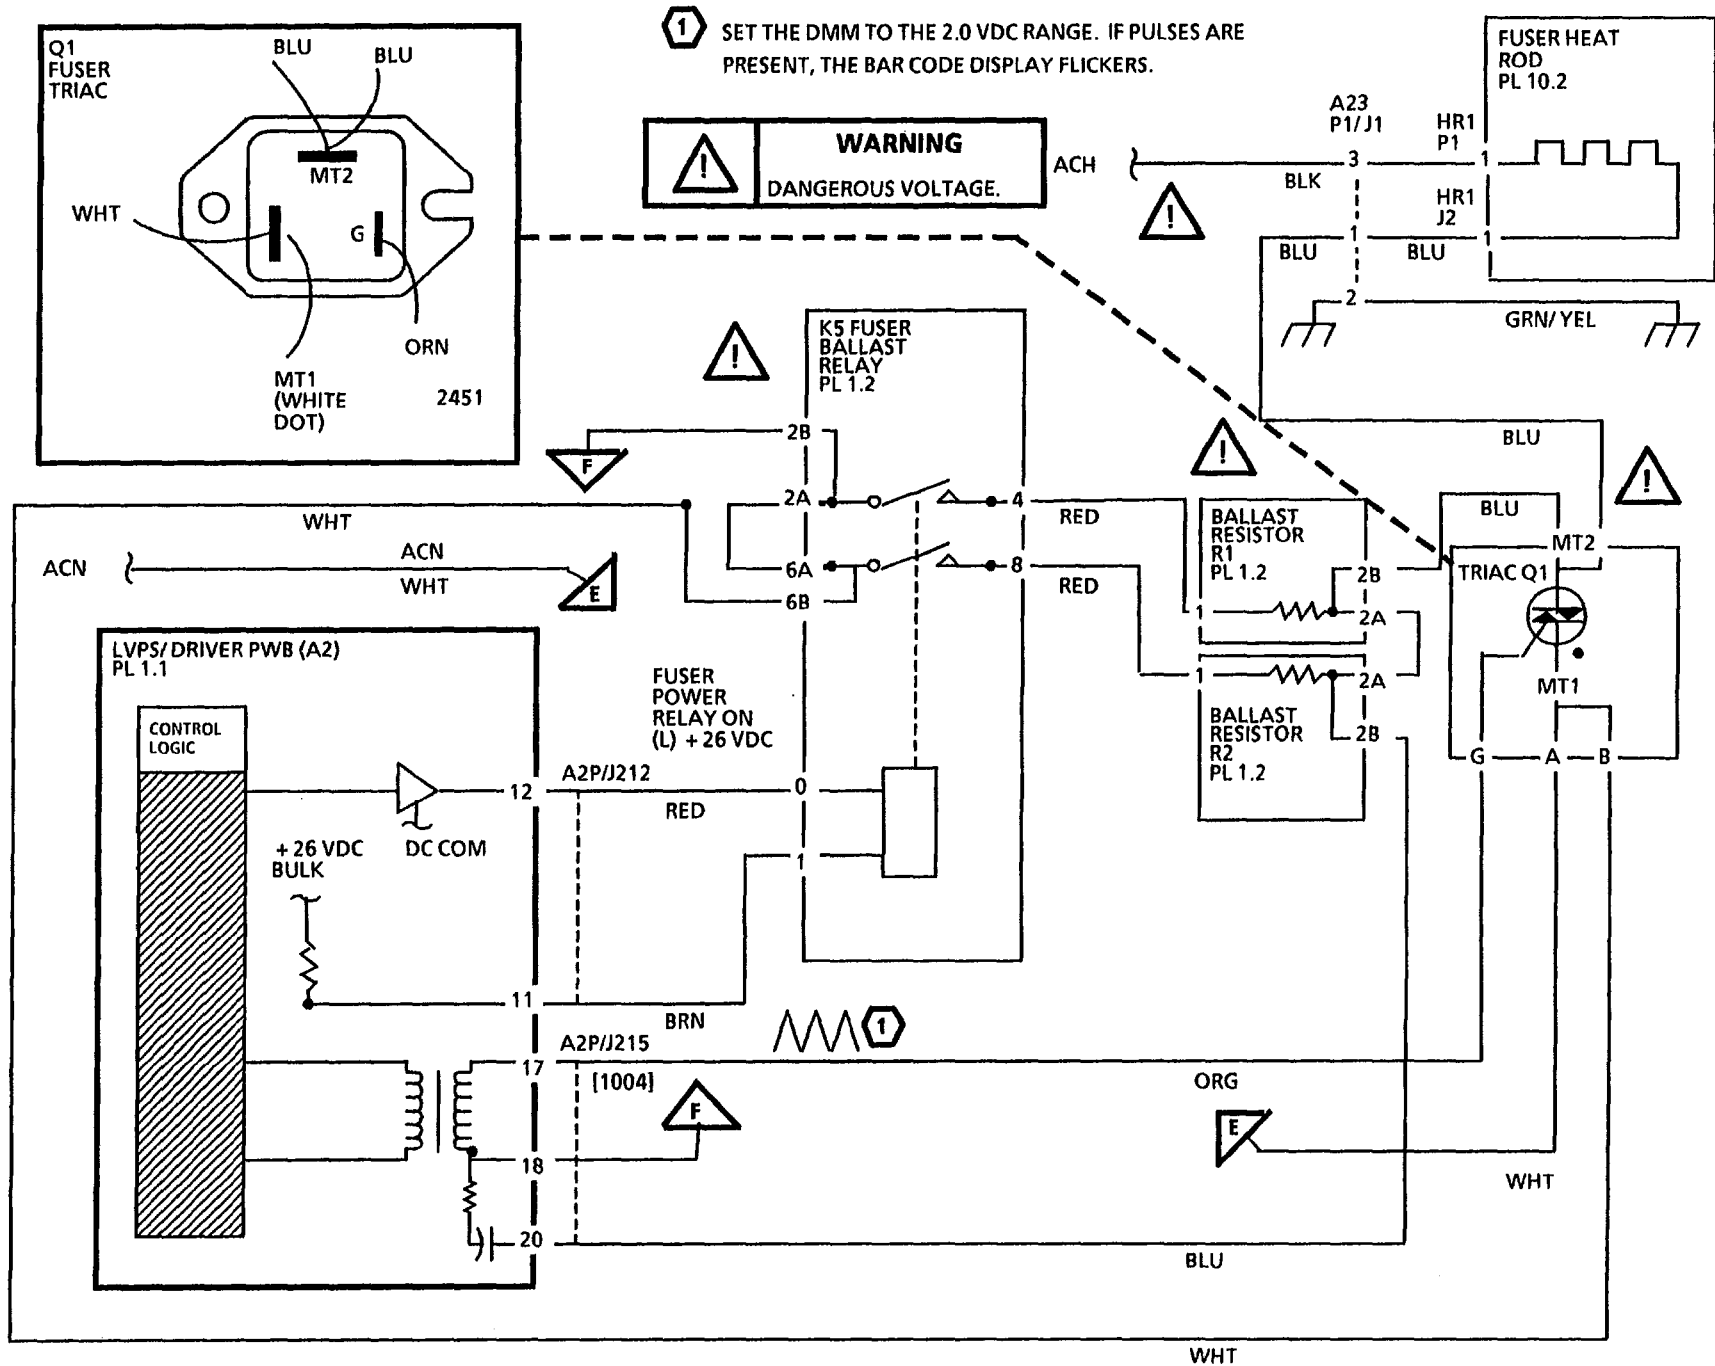 Q1
FUSER
TRIAC
BLU
BLU
MT2
WHT
G
ORN
MT1
(WHITE
DOT)
2451
1
SET THE DMM TO THE 2.0 VDC RANGE. IF PULSES ARE
PRESENT, THE BAR CODE DISPLAY FLICKERS.
!
WARNING
DANGEROUS VOLTAGE.
ACH
BLK
!
A23
P1/J1
3
HR1
P1
1
FUSER HEAT
ROD
PL 10.2
HR1
J2
BLU
1
BLU
1
2
GRN/YEL
!
K5 FUSER
BALLAST
RELAY
PL 1.2
2B
F
2A
4
RED
6A
8
RED
6B
WHT
ACN
ACN
WHT
E
!
BLU
!
BLU
BALLAST
RESISTOR
R1
PL 1.2
2B
1
2A
1
2A
BALLAST
RESISTOR
R2
PL 1.2
2B
MT2
TRIAC Q1
MT1
G
A
B
LVPS/DRIVER PWB (A2)
PL 1.1
CONTROL
LOGIC
FUSER
POWER
RELAY ON
(L) +26 VDC
12
A2P/J212
RED
0
+26 VDC
BULK
DC COM
1
11
BRN
1
A2P/J215
17
[1004]
ORG
F
18
E
WHT
20
BLU
WHT